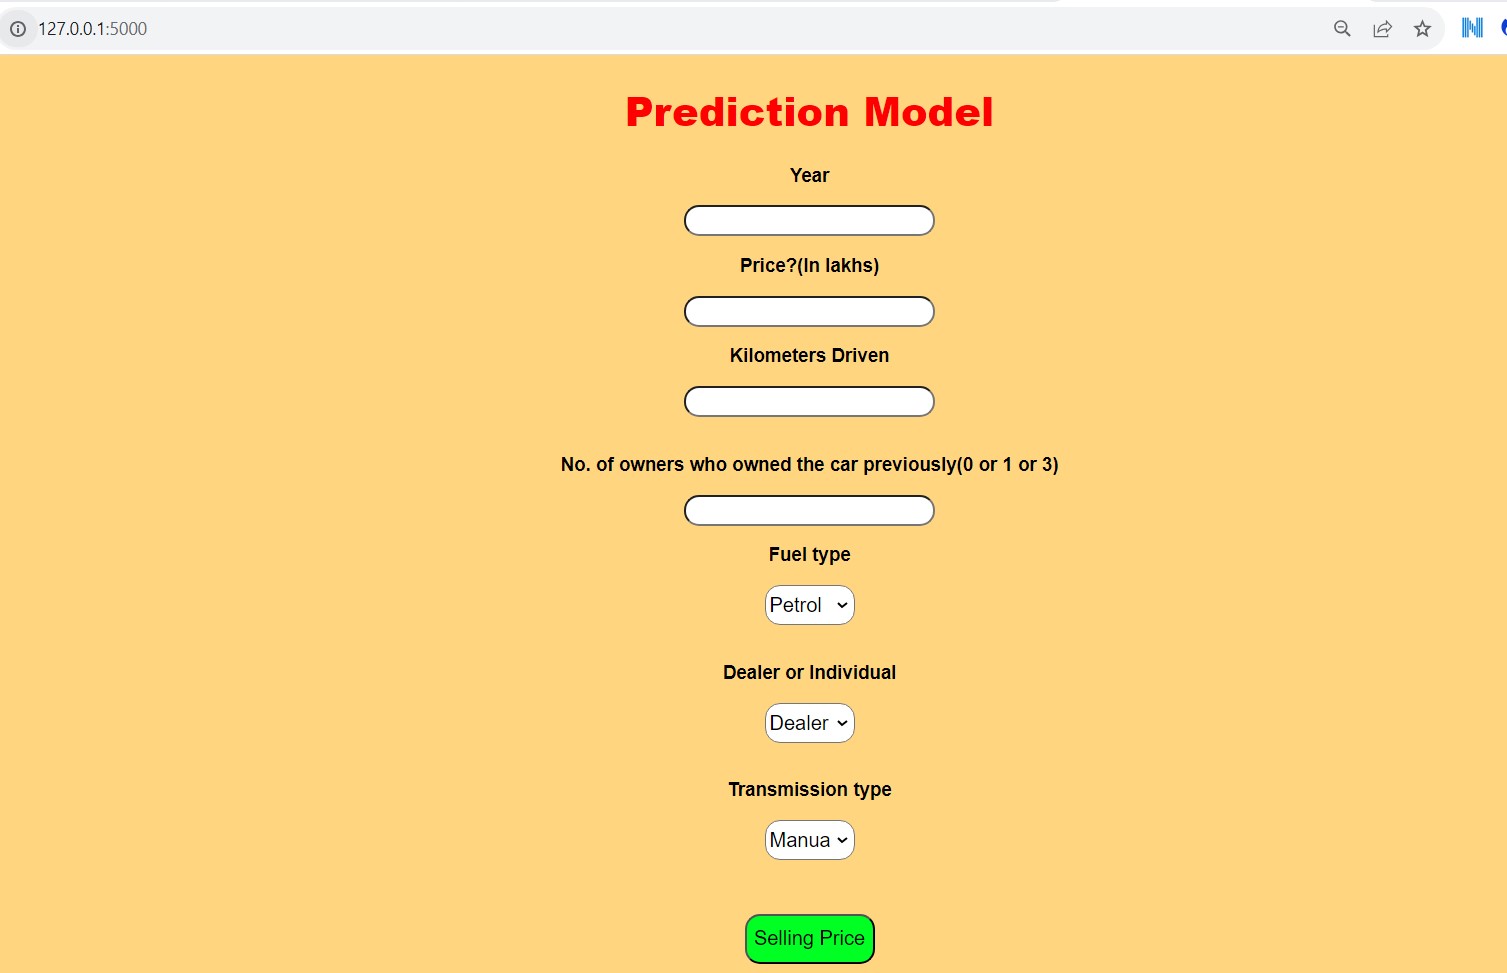 127.0.0.1:5000
Prediction Model
Year
Price?(In lakhs)
Kilometers Driven
No. of owners who owned the car previously(0 or 1 or 3)
Fuel type
Petrol
Dealer or Individual
Dealer
Transmission type
Manua
Selling Price